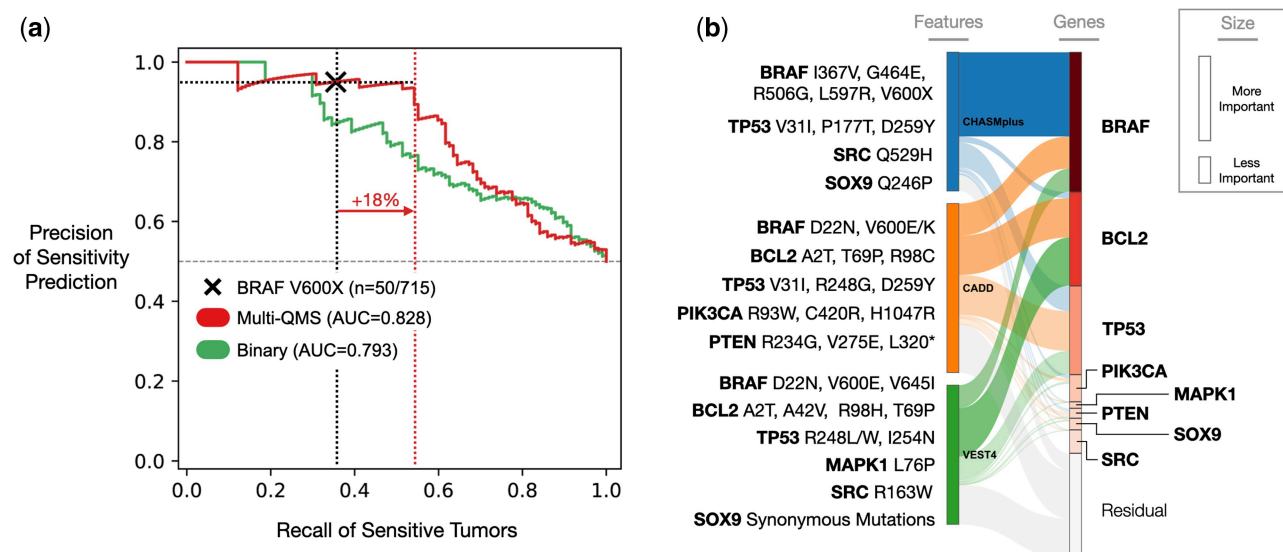 (a)
1.0
0.8
0.6
0.4
0.2
0.0
0.0
0.2
0.4
0.6
0.8
1.0
Precision
of Sensitivity
Prediction
Recall of Sensitive Tumors
+18%
BRAF V600X (n=50/715)
Multi-QMS (AUC=0.828)
Binary (AUC=0.793)
(b)
Features
Genes
Size
More
Important
Less
Important
BRAF I367V, G464E,
R506G, L597R, V600X
TP53 V31I, P177T, D259Y
SRC Q529H
SOX9 Q246P
BRAF D22N, V600E/K
BCL2 A2T, T69P, R98C
TP53 V31I, R248G, D259Y
PIK3CA R93W, C420R, H1047R
PTEN R234G, V275E, L320*
BRAF D22N, V600E, V645I
BCL2 A2T, A42V, R98H, T69P
TP53 R248L/W, I254N
MAPK1 L76P
SRC R163W
SOX9 Synonymous Mutations
CHASMplus
CADD
VEST4
BRAF
BCL2
TP53
PIK3CA
MAPK1
PTEN
SOX9
SRC
Residual